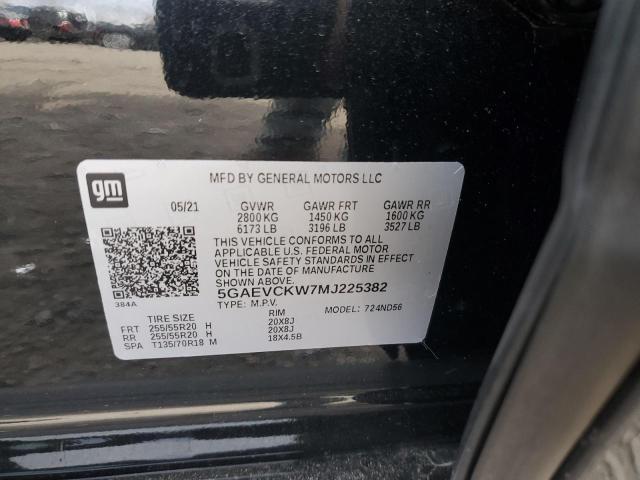 gm
MFD BY GENERAL MOTORS LLC
05/21 GVWR GAWR FRT GAWR RR
2800 KG 1450 KG 1600 KG
6173 LB 3196 LB 3527 LB
THIS VEHICLE CONFORMS TO ALL
APPLICABLE U.S. FEDERAL MOTOR
VEHICLE SAFETY STANDARDS IN EFFECT
ON THE DATE OF MANUFACTURE
SHOWN ABOVE.
5GAEVCKW7MJ225382
384A
TYPE: M.P.V. MODEL: 724ND56
TIRE SIZE RIM
FRT 255/55R20 H 20X8J
RR 255/55R20 H 20X8J
SPA T135/70R18 M 18X4.5B